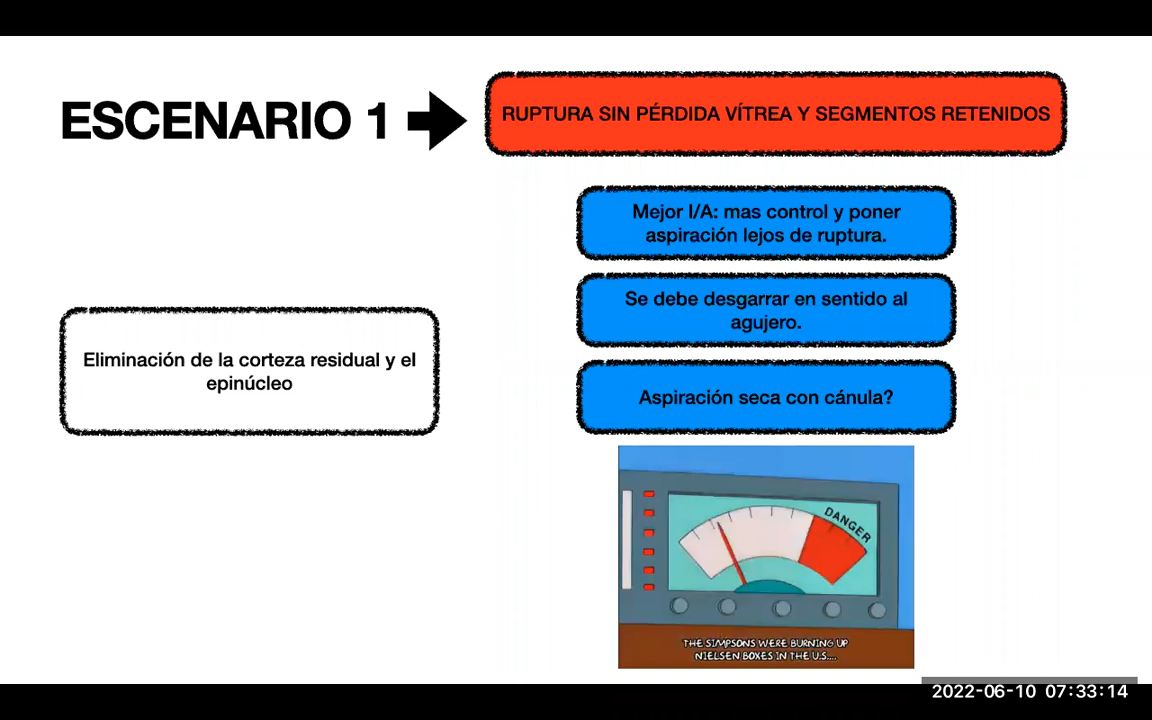 ESCENARIO 1
RUPTURA SIN PÉRDIDA VÍTREA Y SEGMENTOS RETENIDOS
Mejor I/A: mas control y poner
aspiración lejos de ruptura.
Se debe desgarrar en sentido al
agujero.
Eliminación de la corteza residual y el
epinúcleo
Aspiración seca con cánula?
DANGER
THE SIMPSONS WERE BURNING UP
NIELSEN BOXES IN THE U.S....
2022-06-10 07:33:14